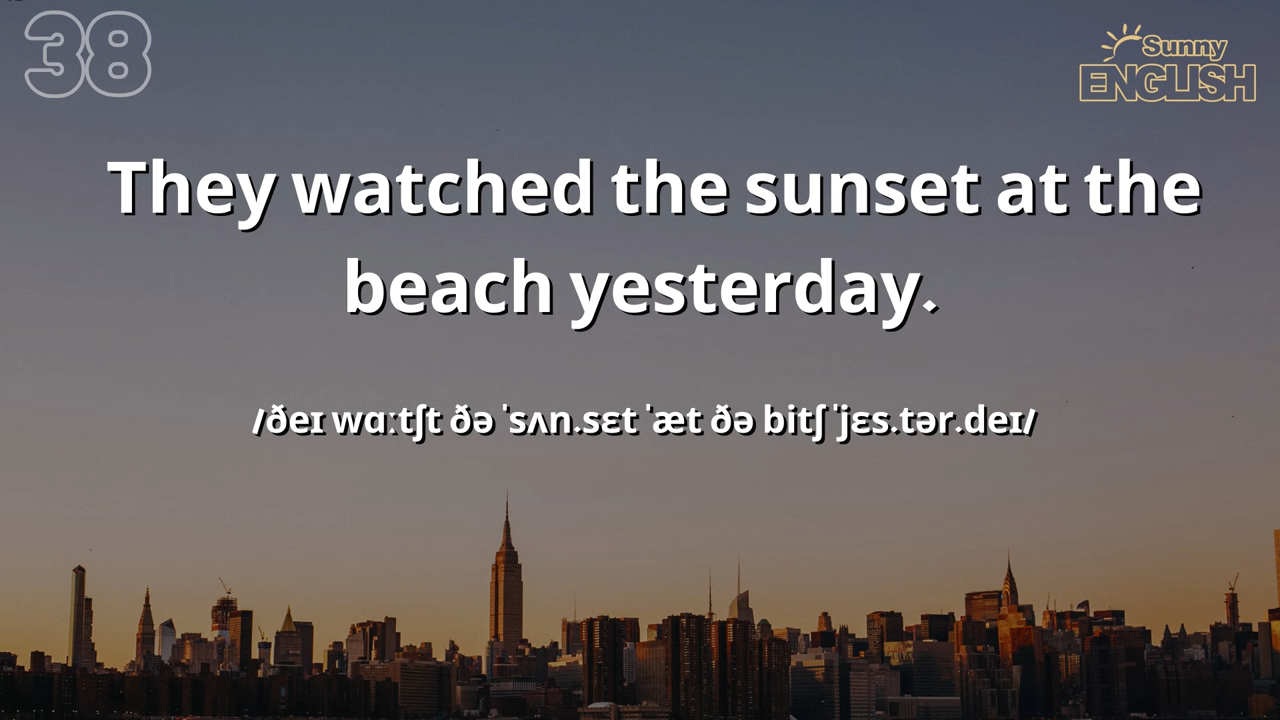 38
Sunny
ENGLISH
They watched the sunset at the
beach yesterday.
/ðeɪ wɑːtʃt ðə ˈsʌn.sɛt ˈæt ðə bitʃ ˈjɛs.tər.deɪ/